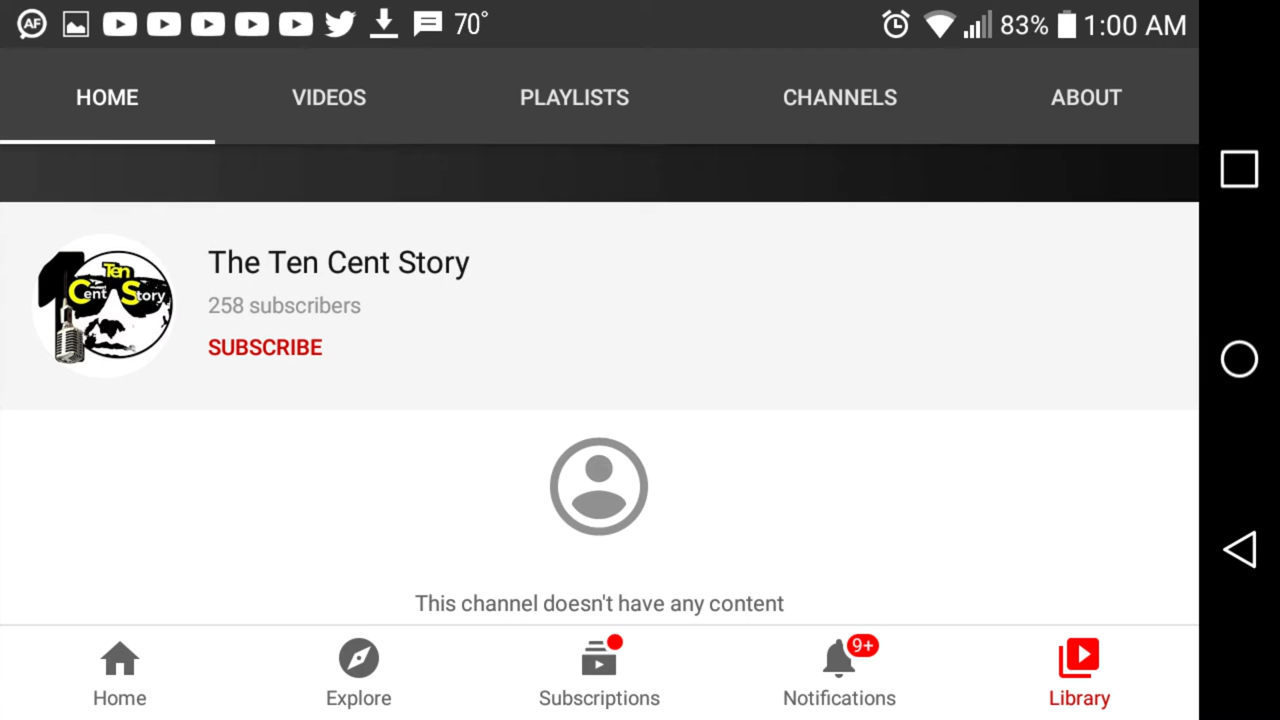 AF 70° 83% 1:00 AM
HOME VIDEOS PLAYLISTS CHANNELS ABOUT
Ten
Cent Story
The Ten Cent Story
258 subscribers
SUBSCRIBE
This channel doesn't have any content
9+
Home Explore Subscriptions Notifications Library